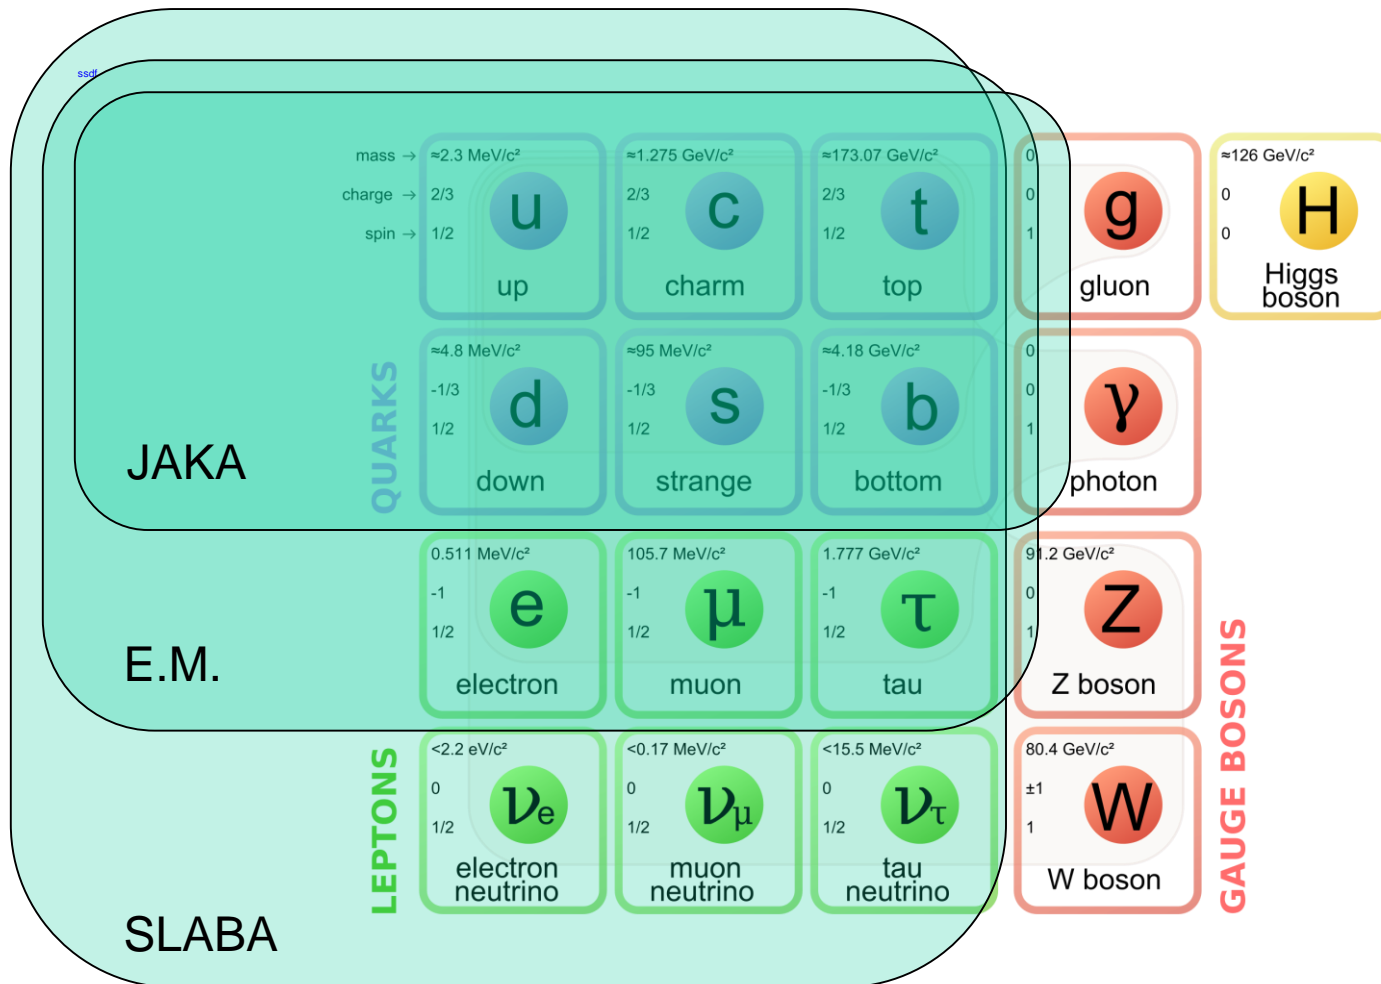 ssdf
mass →
charge →
spin →
≈2.3 MeV/c²
2/3
1/2
u
up
≈1.275 GeV/c²
2/3
1/2
c
charm
≈173.07 GeV/c²
2/3
1/2
t
top
0
0
1
g
gluon
≈126 GeV/c²
0
0
H
Higgs
boson
QUARKS
≈4.8 MeV/c²
-1/3
1/2
d
down
≈95 MeV/c²
-1/3
1/2
s
strange
≈4.18 GeV/c²
-1/3
1/2
b
bottom
0
0
1
γ
photon
JAKA
0.511 MeV/c²
-1
1/2
e
electron
105.7 MeV/c²
-1
1/2
μ
muon
1.777 GeV/c²
-1
1/2
τ
tau
91.2 GeV/c²
0
1
Z
Z boson
E.M.
LEPTONS
<2.2 eV/c²
0
1/2
νe
electron
neutrino
<0.17 MeV/c²
0
1/2
νμ
muon
neutrino
<15.5 MeV/c²
0
1/2
ντ
tau
neutrino
80.4 GeV/c²
±1
1
W
W boson
GAUGE BOSONS
SLABA